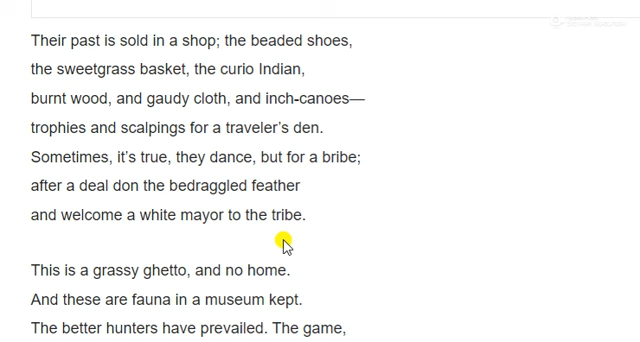 Their past is sold in a shop; the beaded shoes,
the sweetgrass basket, the curio Indian,
burnt wood, and gaudy cloth, and inch-canoes—
trophies and scalpings for a traveler’s den.
Sometimes, it’s true, they dance, but for a bribe;
after a deal don the bedraggled feather
and welcome a white mayor to the tribe.
This is a grassy ghetto, and no home.
And these are fauna in a museum kept.
The better hunters have prevailed. The game,